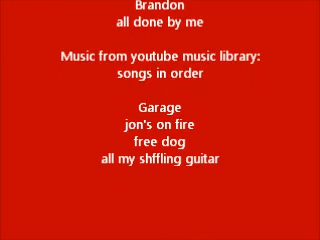 Brandon
all done by me
Music from youtube music library:
songs in order
Garage
jon's on fire
free dog
all my shffling guitar